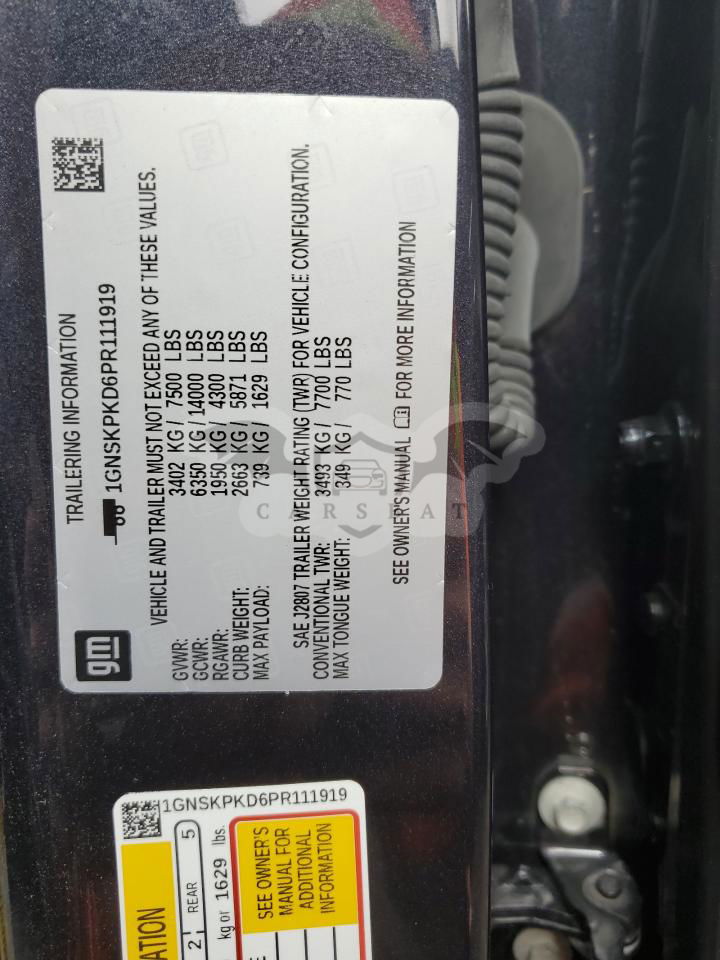 TRAILERING INFORMATION
1GNSKPKD6PR111919
gm
VEHICLE AND TRAILER MUST NOT EXCEED ANY OF THESE VALUES.
GVWR: 3402 KG / 7500 LBS
GCWR: 6350 KG / 14000 LBS
RGAWR: 1950 KG / 4300 LBS
CURB WEIGHT: 2663 KG / 5871 LBS
MAX PAYLOAD: 739 KG / 1629 LBS
SAE J2807 TRAILER WEIGHT RATING (TWR) FOR VEHICLE CONFIGURATION.
CONVENTIONAL TWR: 3493 KG / 7700 LBS
MAX TONGUE WEIGHT: 349 KG / 770 LBS
SEE OWNER'S MANUAL FOR MORE INFORMATION
CARSEAT
1GNSKPKD6PR111919
ATION
2 REAR 5
kg or 1629 lbs.
SEE OWNER'S
MANUAL FOR
ADDITIONAL
INFORMATION